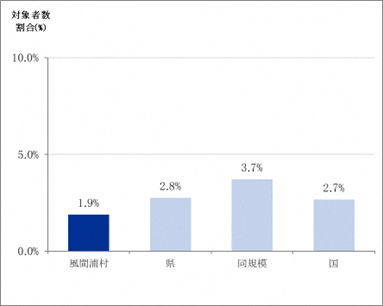 対象者数
割合(%)
10.0%
5.0%
0.0%
1.9%
2.8%
3.7%
2.7%
風間浦村
県
同規模
国